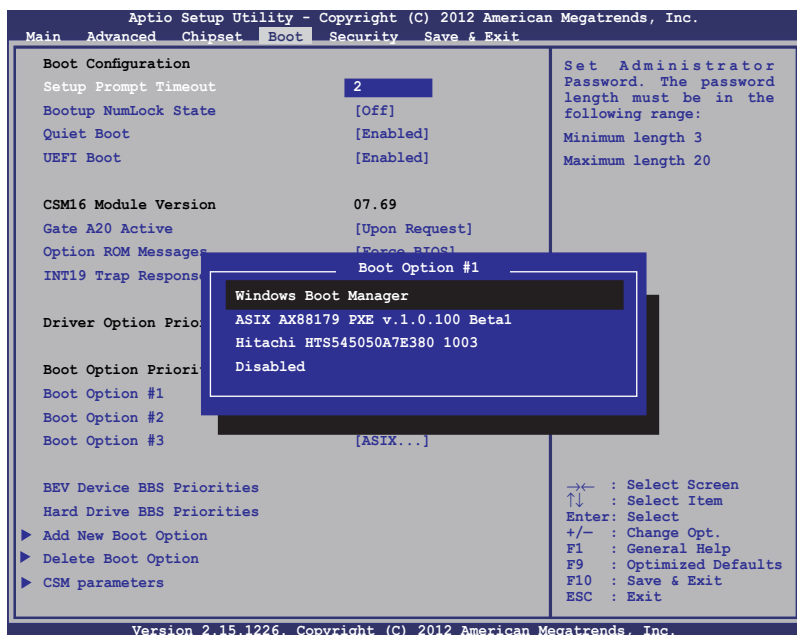 Aptio Setup Utility - Copyright (C) 2012 American Megatrends, Inc.
Main Advanced Chipset Boot Security Save & Exit
Boot Configuration
Setup Prompt Timeout 2
Bootup NumLock State [Off]
Quiet Boot [Enabled]
UEFI Boot [Enabled]
CSM16 Module Version 07.69
Gate A20 Active [Upon Request]
Option ROM Messages [Force BIOS]
INT19 Trap Respons
Driver Option Prio
Boot Option Priori
Boot Option #1
Boot Option #2
Boot Option #3 [ASIX...]
BEV Device BBS Priorities
Hard Drive BBS Priorities
Add New Boot Option
Delete Boot Option
CSM parameters
Boot Option #1
Windows Boot Manager
ASIX AX88179 PXE v.1.0.100 Beta1
Hitachi HTS545050A7E380 1003
Disabled
Set Administrator
Password. The password
length must be in the
following range:
Minimum length 3
Maximum length 20
→← : Select Screen
↑↓ : Select Item
Enter: Select
+/— : Change Opt.
F1 : General Help
F9 : Optimized Defaults
F10 : Save & Exit
ESC : Exit
Version 2.15.1226. Copyright (C) 2012 American Megatrends, Inc.